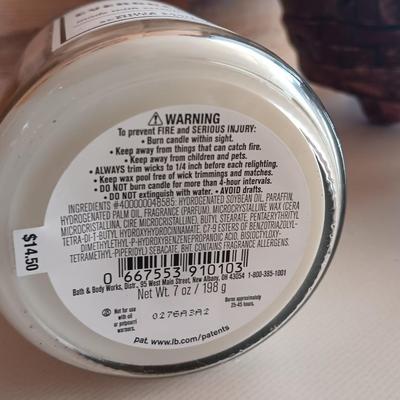 EVERGREEN
⚠ WARNING
To prevent FIRE and SERIOUS INJURY:
• Burn candle within sight.
• Keep away from things that can catch fire.
• Keep away from children and pets.
• ALWAYS trim wicks to 1/4 inch before each relighting.
• Keep wax pool free of wick trimmings and matches.
• DO NOT burn candle for more than 4-hour intervals.
• DO NOT extinguish with water. • AVOID drafts.
INGREDIENTS #40000004B585: HYDROGENATED SOYBEAN OIL, PARAFFIN,
HYDROGENATED PALM OIL, FRAGRANCE (PARFUM), MICROCRYSTALLINE WAX (CERA
MICROCRISTALLINA, CIRE MICROCRISTALLINE), BUTYL STEARATE, PENTAERYTHRITYL
TETRA-DI-T-BUTYL HYDROXYHYDROCINNAMATE, C7-9 ESTERS OF BENZOTRIAZOLYL-
DIMETHYLETHYL-P-HYDROXYBENZENEPROPANOIC ACID, BIS(OCTYLOXY-
TETRAMETHYL-PIPERIDYL) SEBACATE, BHT. CONTAINS FRAGRANCE ALLERGENS.
$14.50
0 667553 910103
Bath & Body Works, Distr., 95 West Main Street, New Albany, OH 43054 1-800-395-1001
Net Wt. 7 oz / 198 g
Not for use
with oil
or potpourri
warmers.
Burns approximately
25-45 hours.
0276A3A2
pat. www.lb.com/patents